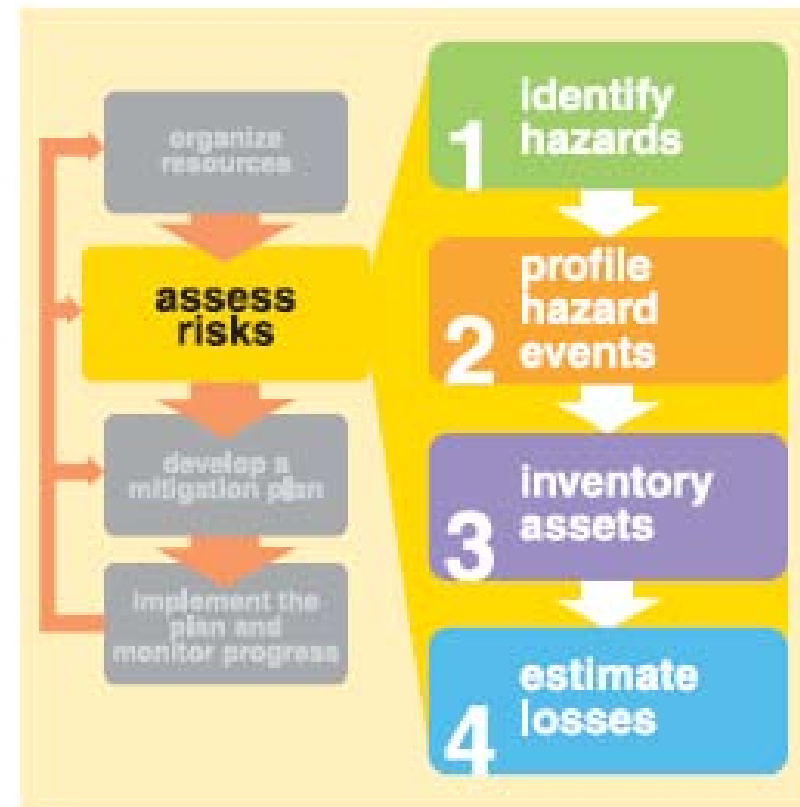 organize
resources
assess
risks
develop a
mitigation plan
implement the
plan and
monitor progress
1
identify
hazards
2
profile
hazard
events
3
inventory
assets
4
estimate
losses